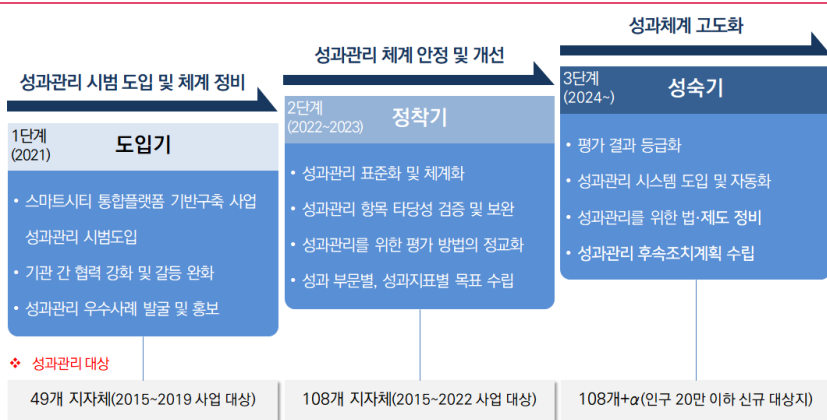 성과관리 시범 도입 및 체계 정비
1단계
(2021)
도입기
• 스마트시티 통합플랫폼 기반구축 사업
성과관리 시범도입
• 기관 간 협력 강화 및 갈등 완화
• 성과관리 우수사례 발굴 및 홍보
성과관리 체계 안정 및 개선
2단계
(2022~2023)
정착기
• 성과관리 표준화 및 체계화
• 성과관리 항목 타당성 검증 및 보완
• 성과관리를 위한 평가 방법의 정교화
• 성과 부문별, 성과지표별 목표 수립
성과체계 고도화
3단계
(2024~)
성숙기
• 평가 결과 등급화
• 성과관리 시스템 도입 및 자동화
• 성과관리를 위한 법·제도 정비
• 성과관리 후속조치계획 수립
❖ 성과관리 대상
49개 지자체(2015~2019 사업 대상)
108개 지자체(2015~2022 사업 대상)
108개+α(인구 20만 이하 신규 대상지)